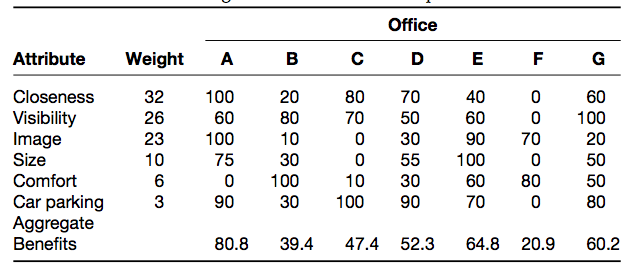 Office
Attribute Weight A B C D E F G
Closeness 32 100 20 80 70 40 0 60
Visibility 26 60 80 70 50 60 0 100
Image 23 100 10 0 30 90 70 20
Size 10 75 30 0 55 100 0 50
Comfort 6 0 100 10 30 60 80 50
Car parking 3 90 30 100 90 70 0 80
Aggregate
Benefits 80.8 39.4 47.4 52.3 64.8 20.9 60.2